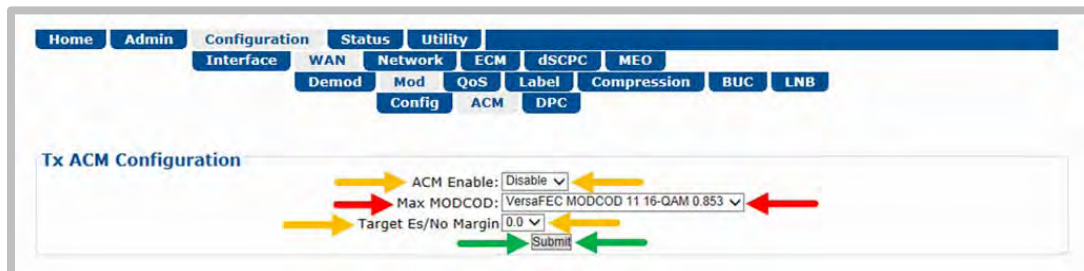 Home Admin Configuration Status Utility
Interface WAN Network ECM dSCPC MEO
Demod Mod QoS Label Compression BUC LNB
Config ACM DPC
Tx ACM Configuration
ACM Enable: Disable
Max MODCOD: VersaFEC MODCOD 11 16-QAM 0.853
Target Es/No Margin 0.0
Submit